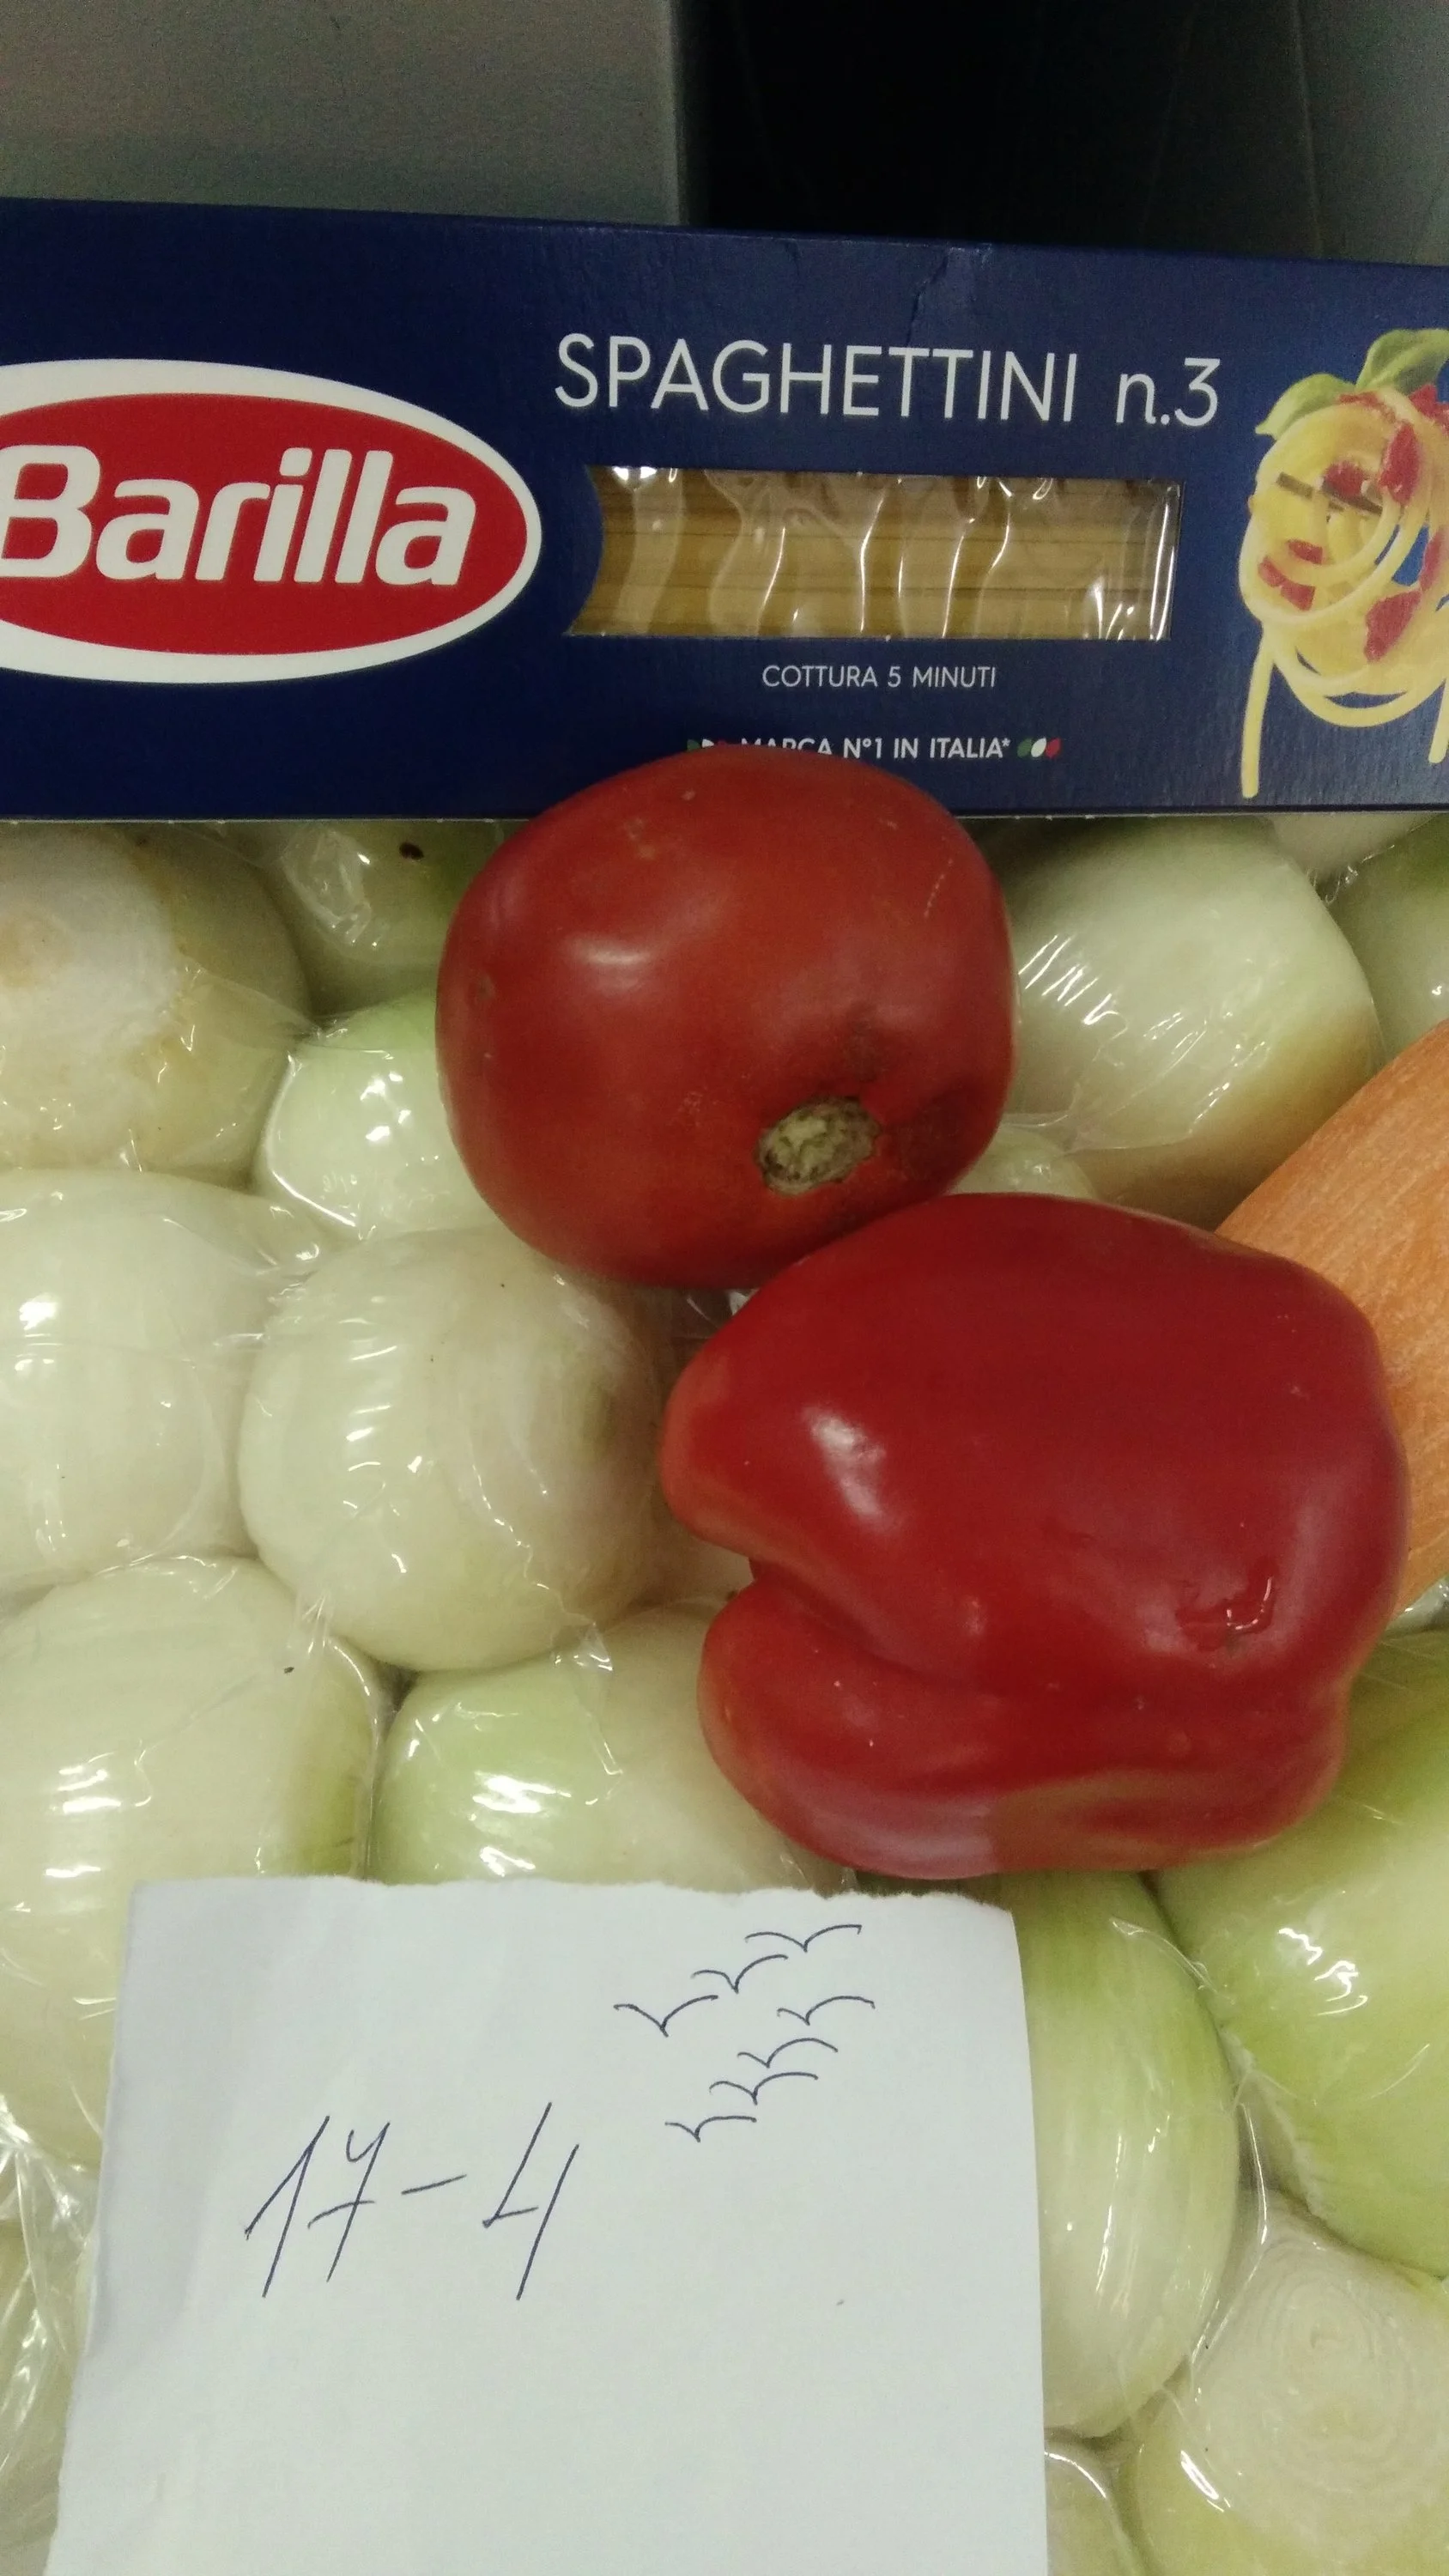 SPAGHETTINI n.3
Barilla
COTTURA 5 MINUTI
MARCA N°1 IN ITALIA*
17-4